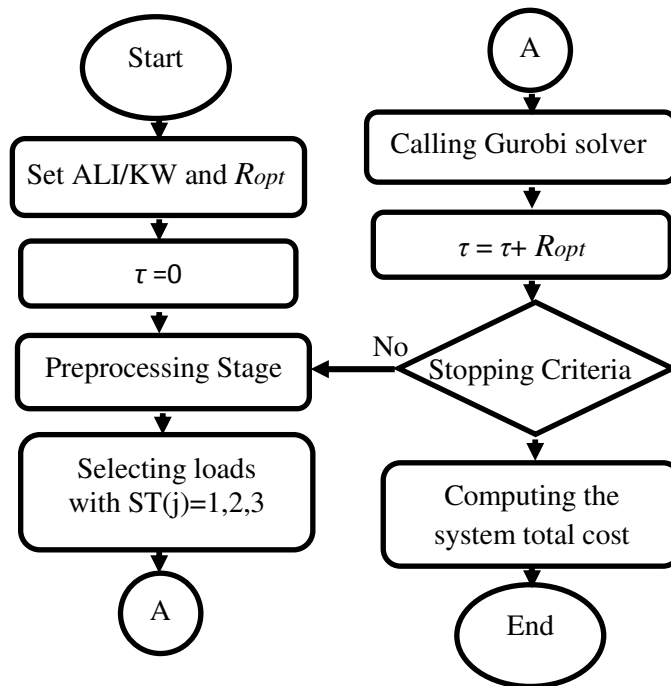 Start
Set ALI/KW and Ropt
τ =0
Preprocessing Stage
Selecting loads
with ST(j)=1,2,3
A
A
Calling Gurobi solver
τ = τ+ Ropt
No
Stopping Criteria
Computing the
system total cost
End